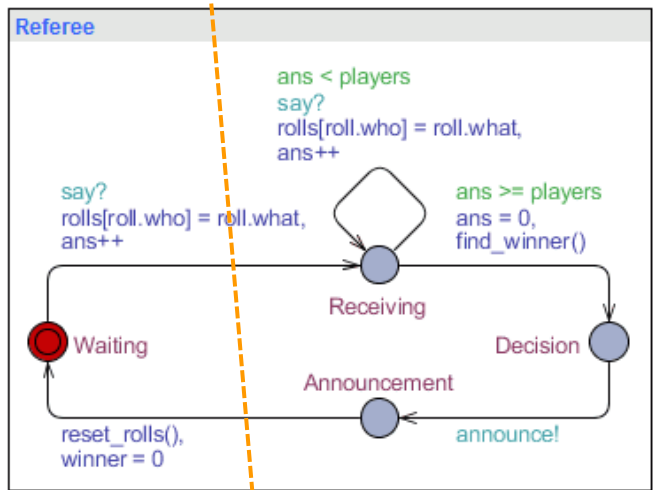 Referee
ans < players
say?
rolls[roll.who] = roll.what,
ans++
say?
rolls[roll.who] = roll.what,
ans++
ans >= players
ans = 0,
find_winner()
Receiving
Waiting
Decision
Announcement
reset_rolls(),
winner = 0
announce!